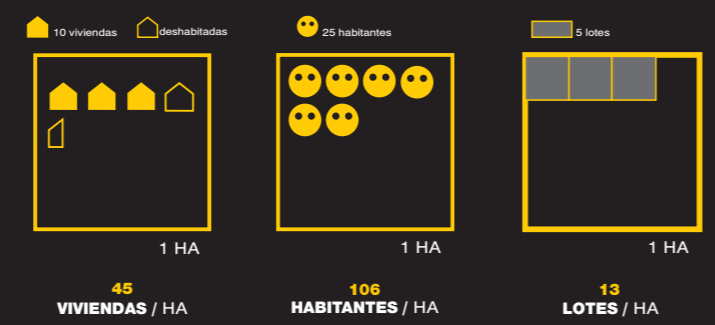 10 viviendas deshabitadas
25 habitantes
5 lotes
1 HA
1 HA
1 HA
45
VIVIENDAS / HA
106
HABITANTES / HA
13
LOTES / HA